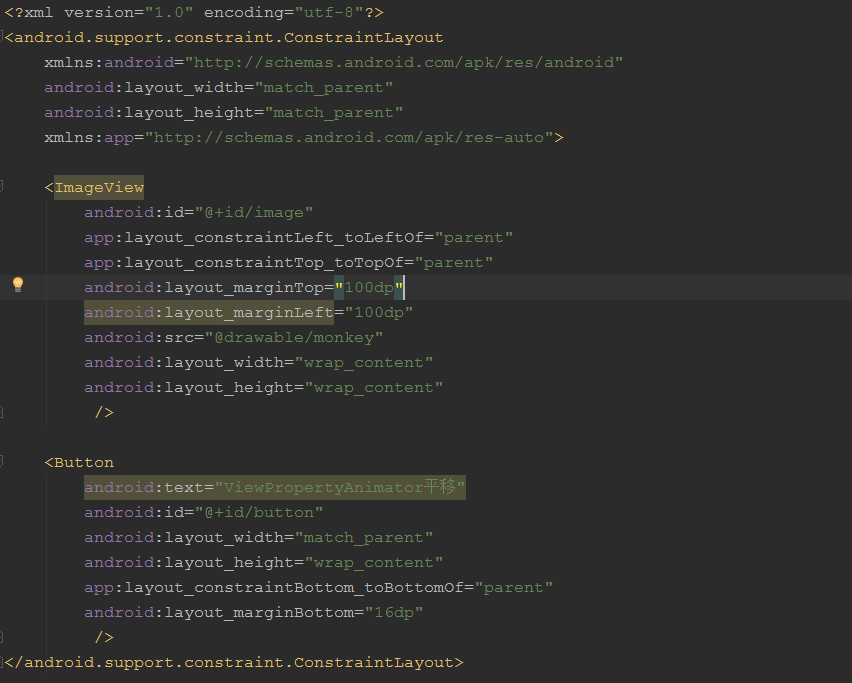 <?xml version="1.0" encoding="utf-8"?>
<android.support.constraint.ConstraintLayout
    xmlns:android="http://schemas.android.com/apk/res/android"
    android:layout_width="match_parent"
    android:layout_height="match_parent"
    xmlns:app="http://schemas.android.com/apk/res-auto">
    <ImageView
        android:id="@+id/image"
        app:layout_constraintLeft_toLeftOf="parent"
        app:layout_constraintTop_toTopOf="parent"
        android:layout_marginTop="100dp"
        android:layout_marginLeft="100dp"
        android:src="@drawable/monkey"
        android:layout_width="wrap_content"
        android:layout_height="wrap_content"
         />
    <Button
        android:text="ViewPropertyAnimator平移"
        android:id="@+id/button"
        android:layout_width="match_parent"
        android:layout_height="wrap_content"
        app:layout_constraintBottom_toBottomOf="parent"
        android:layout_marginBottom="16dp"
         />
</android.support.constraint.ConstraintLayout>